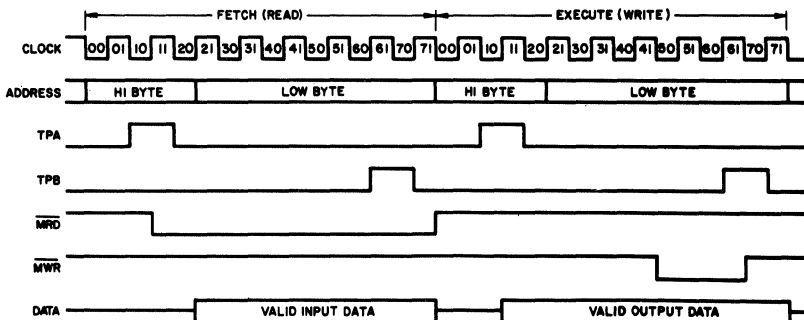 FETCH (READ) EXECUTE (WRITE)
CLOCK 00 01 10 11 20 21 30 31 40 41 50 51 60 61 70 71 00 01 10 11 20 21 30 31 40 41 50 51 60 61 70 71
ADDRESS HI BYTE LOW BYTE HI BYTE LOW BYTE
TPA
TPB
MRD
MWR
DATA VALID INPUT DATA VALID OUTPUT DATA